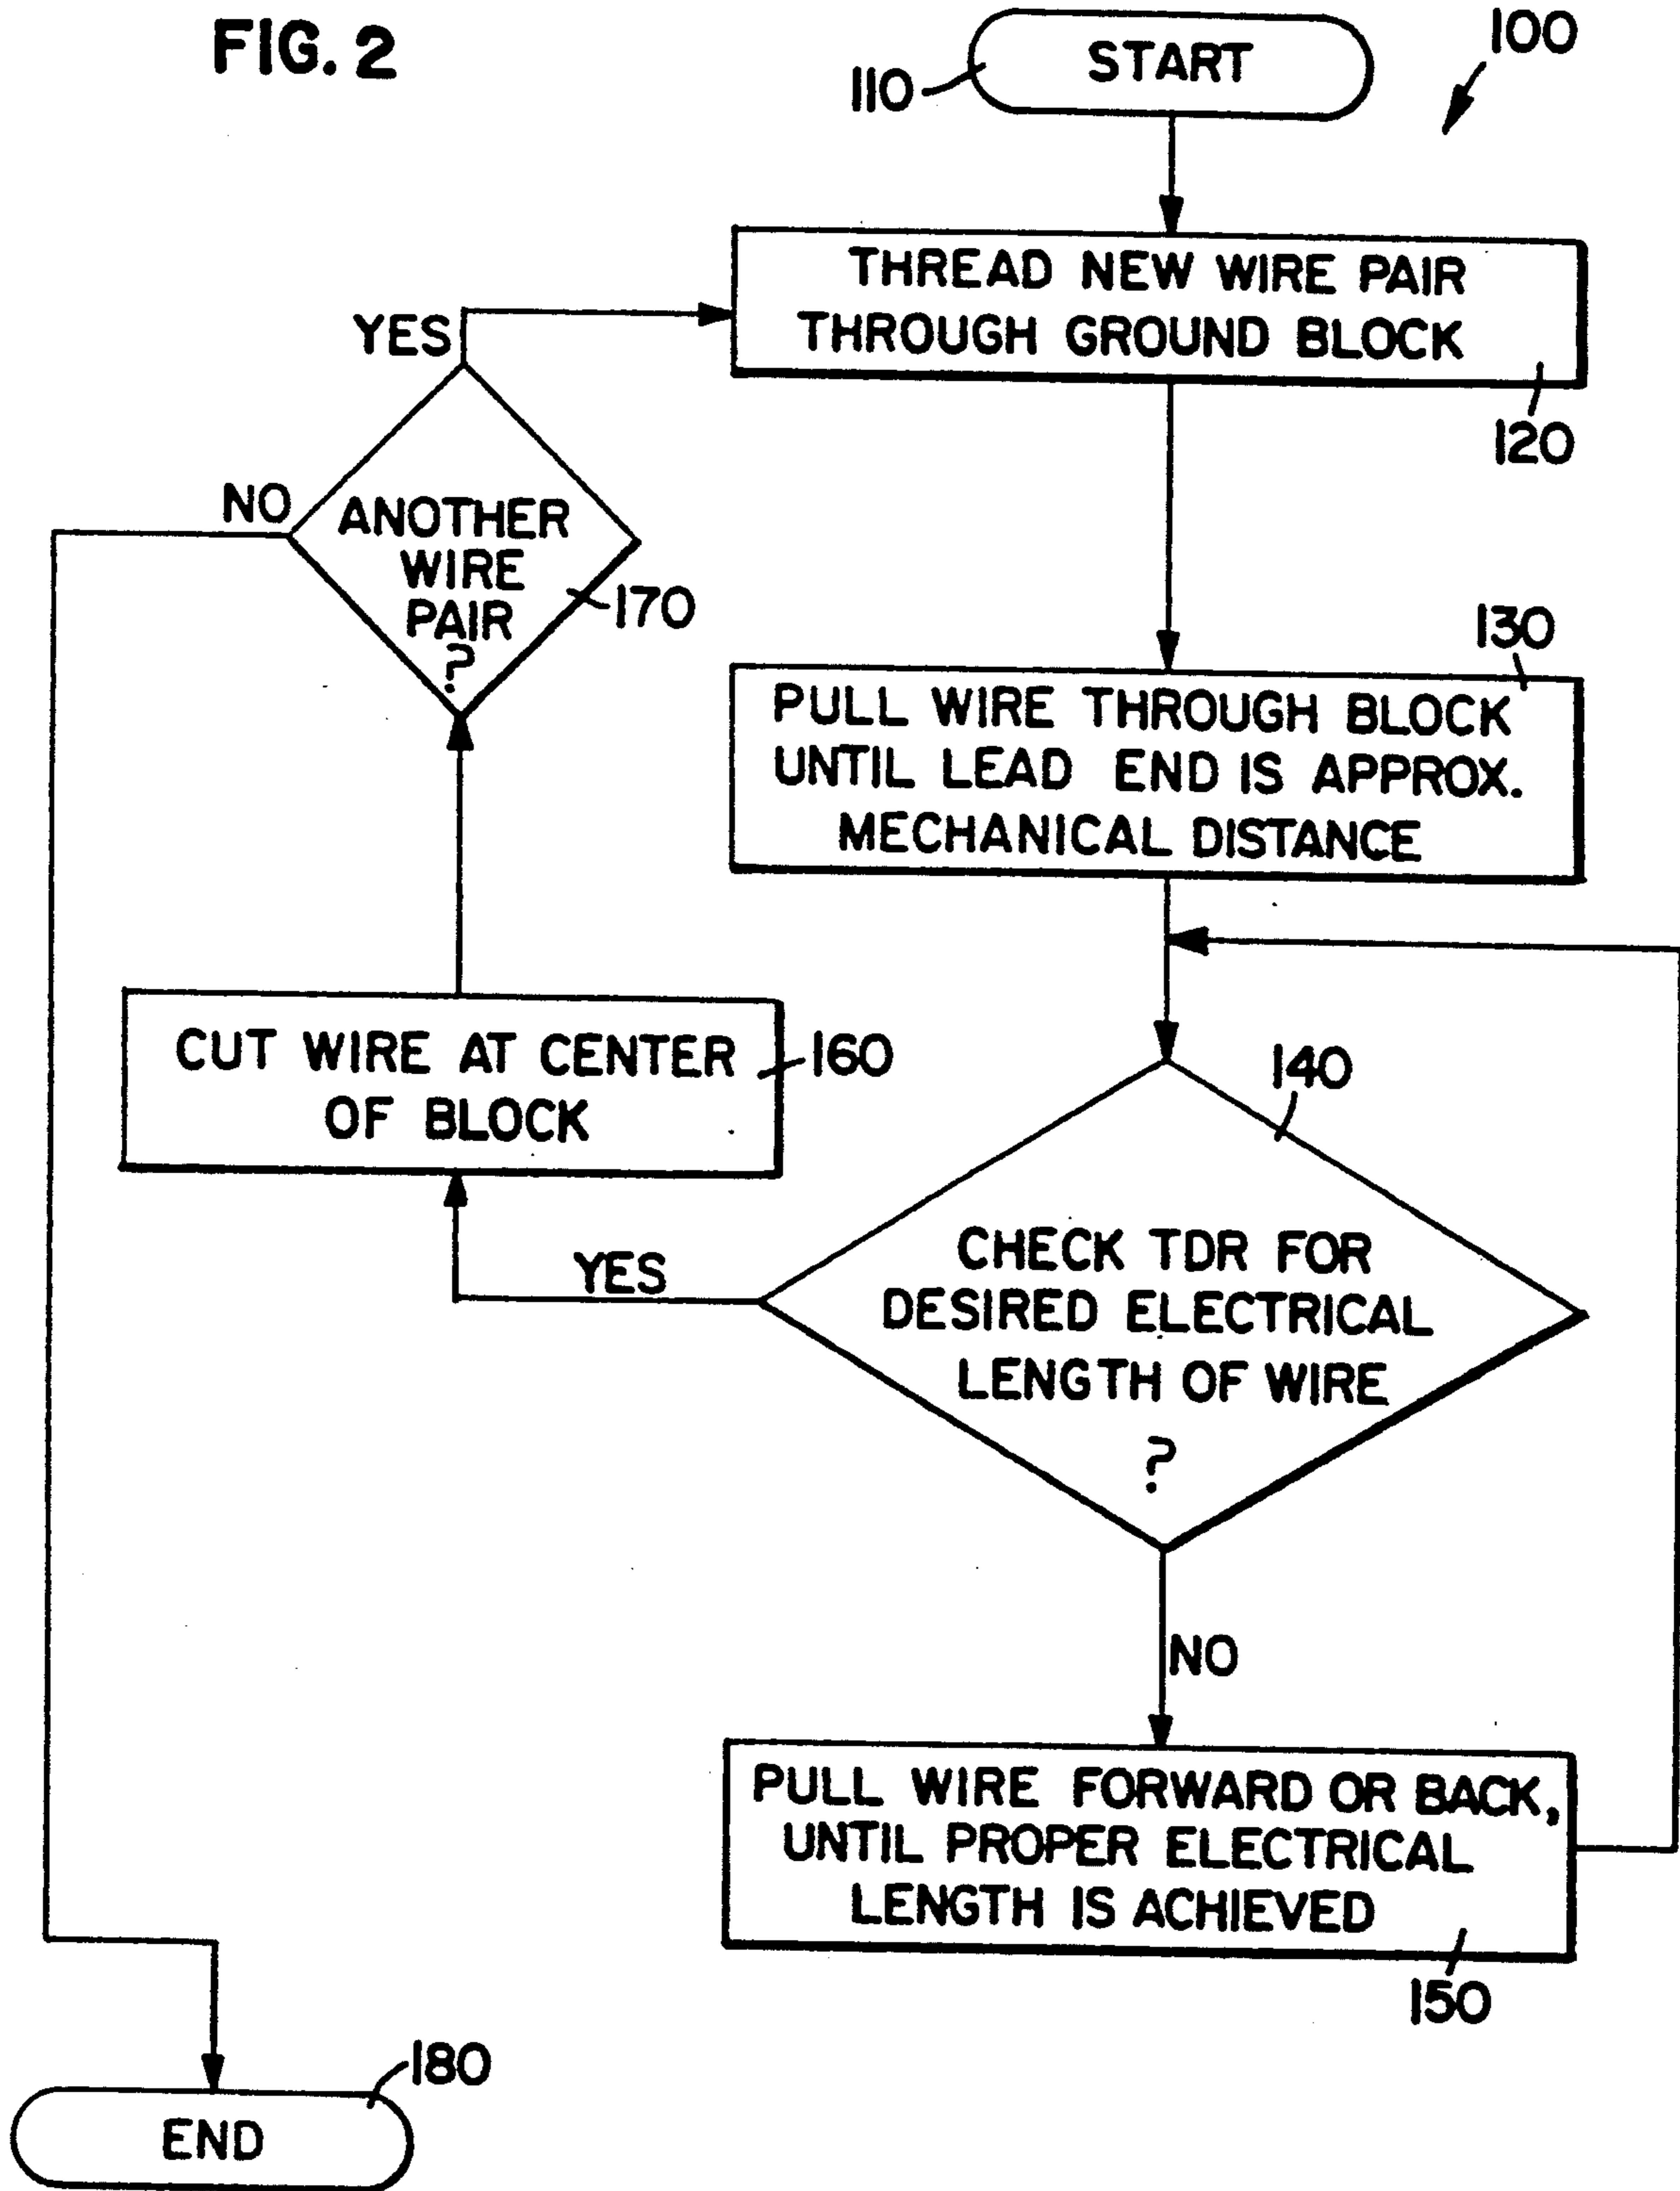 FIG. 2
START
110
100
THREAD NEW WIRE PAIR
THROUGH GROUND BLOCK
120
YES
NO
ANOTHER
WIRE
PAIR
?
170
130
PULL WIRE THROUGH BLOCK
UNTIL LEAD END IS APPROX.
MECHANICAL DISTANCE
CUT WIRE AT CENTER
OF BLOCK
160
140
CHECK TDR FOR
DESIRED ELECTRICAL
LENGTH OF WIRE
?
YES
NO
PULL WIRE FORWARD OR BACK,
UNTIL PROPER ELECTRICAL
LENGTH IS ACHIEVED
150
180
END